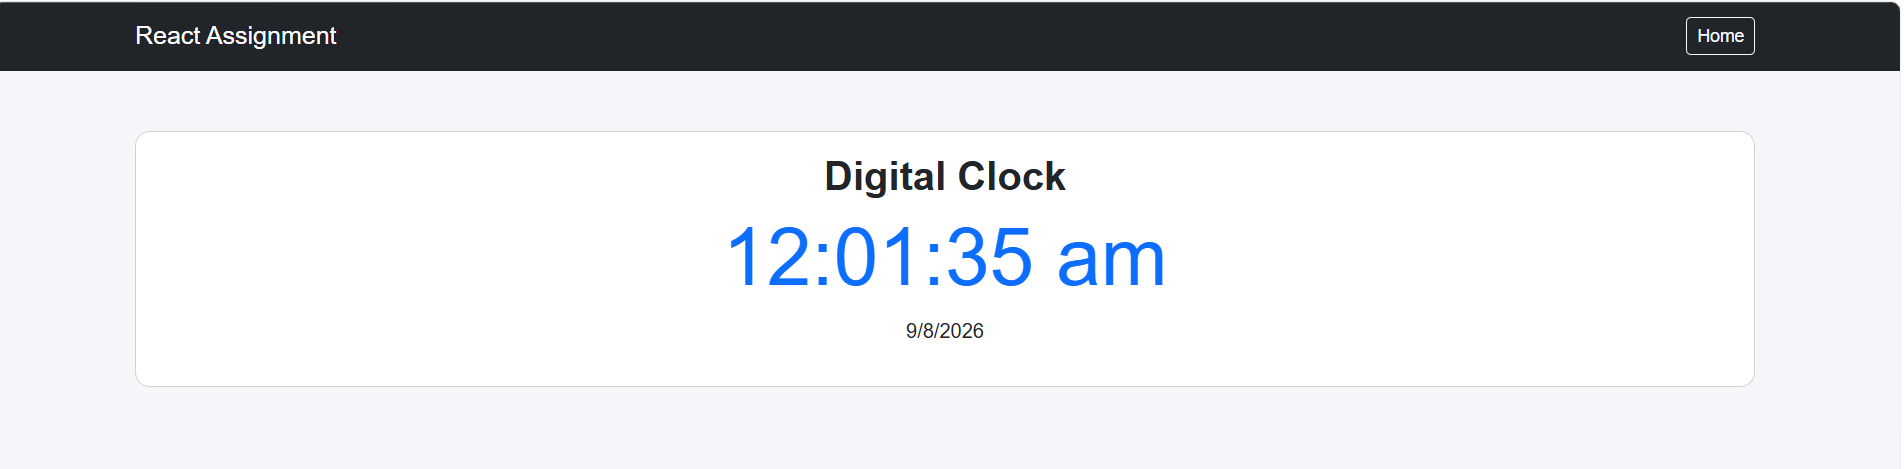 React Assignment
Home
Digital Clock
12:01:35 am
9/8/2026